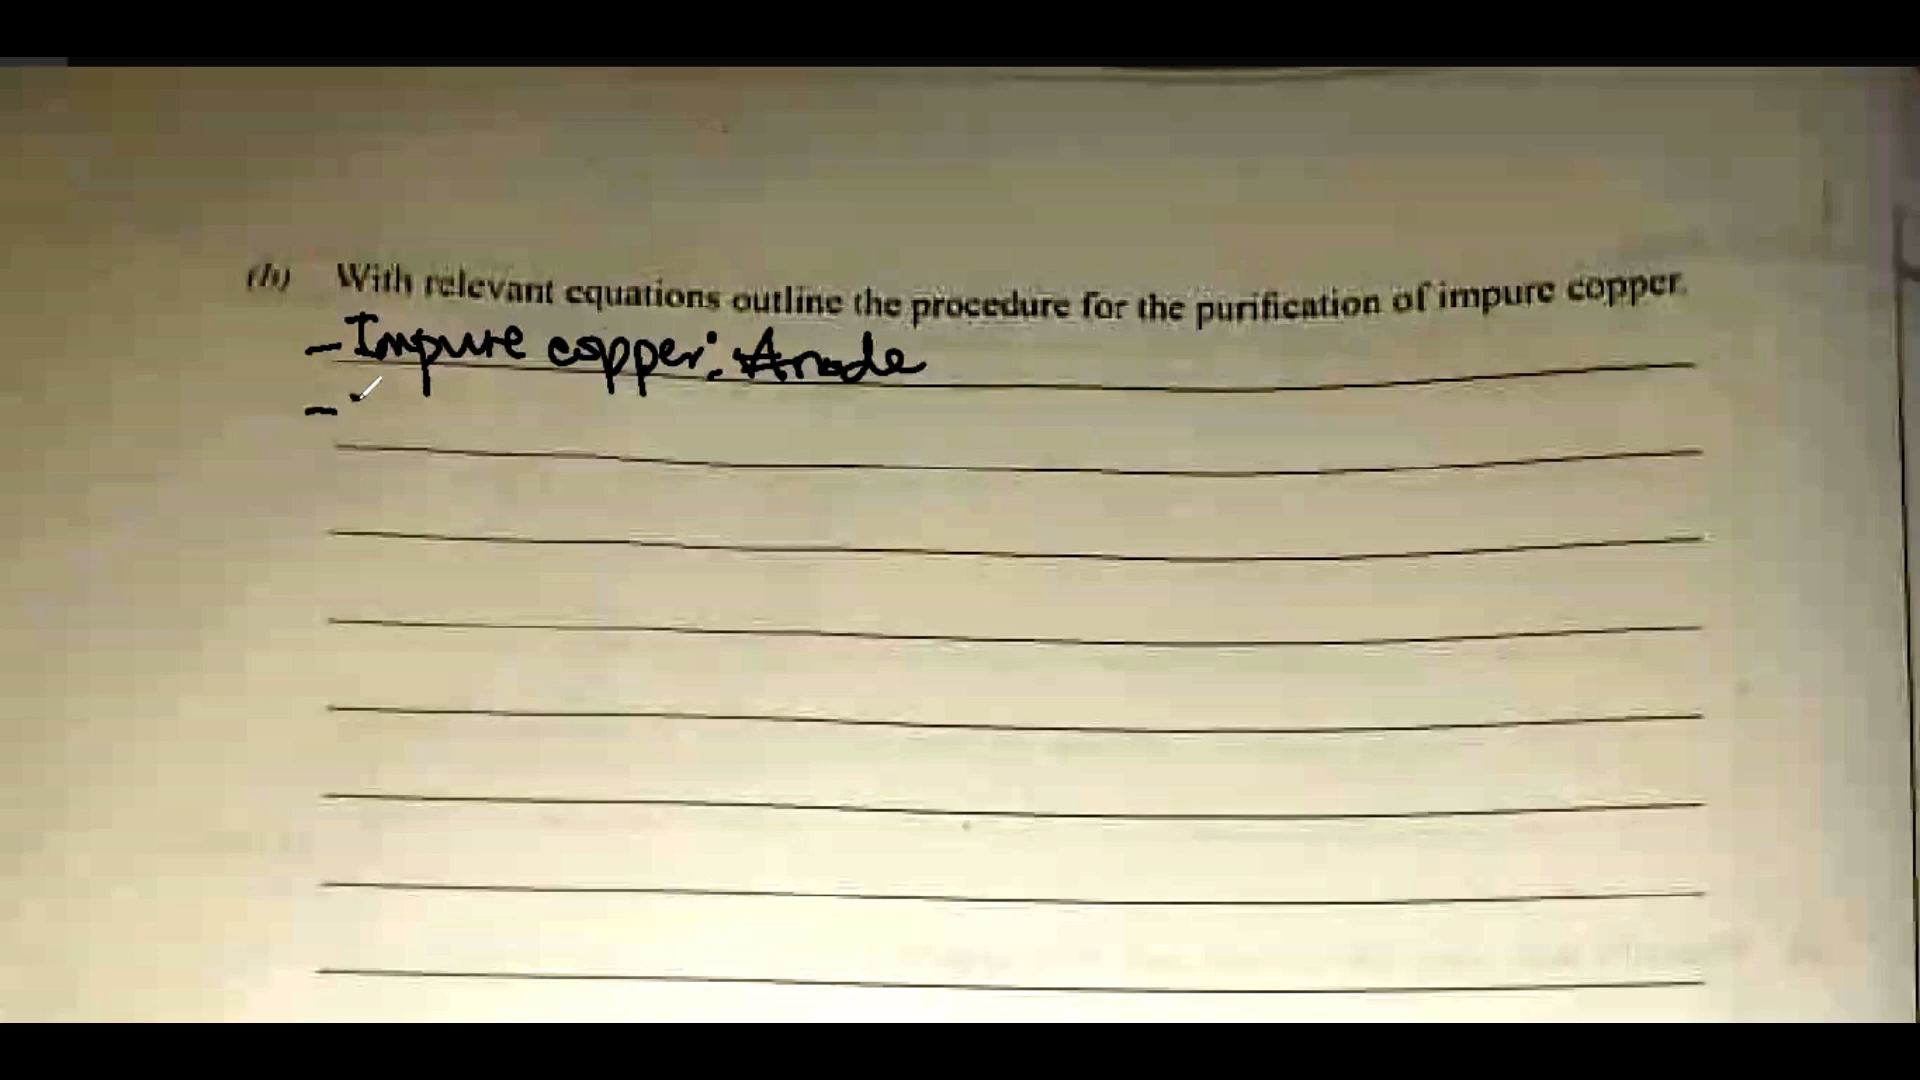 (b) With relevant equations outline the procedure for the purification of impure copper.
- Impure copper: Anode
-